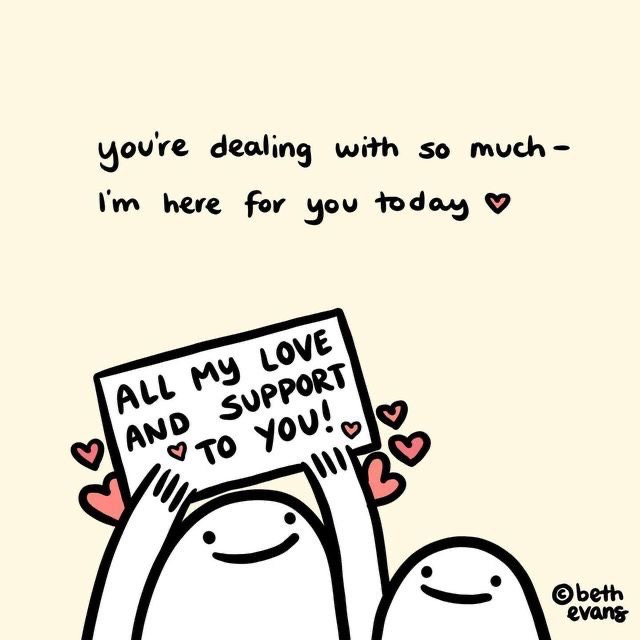 you're dealing with so much -
I'm here for you today
ALL MY LOVE
AND SUPPORT
TO YOU!
©beth
evans